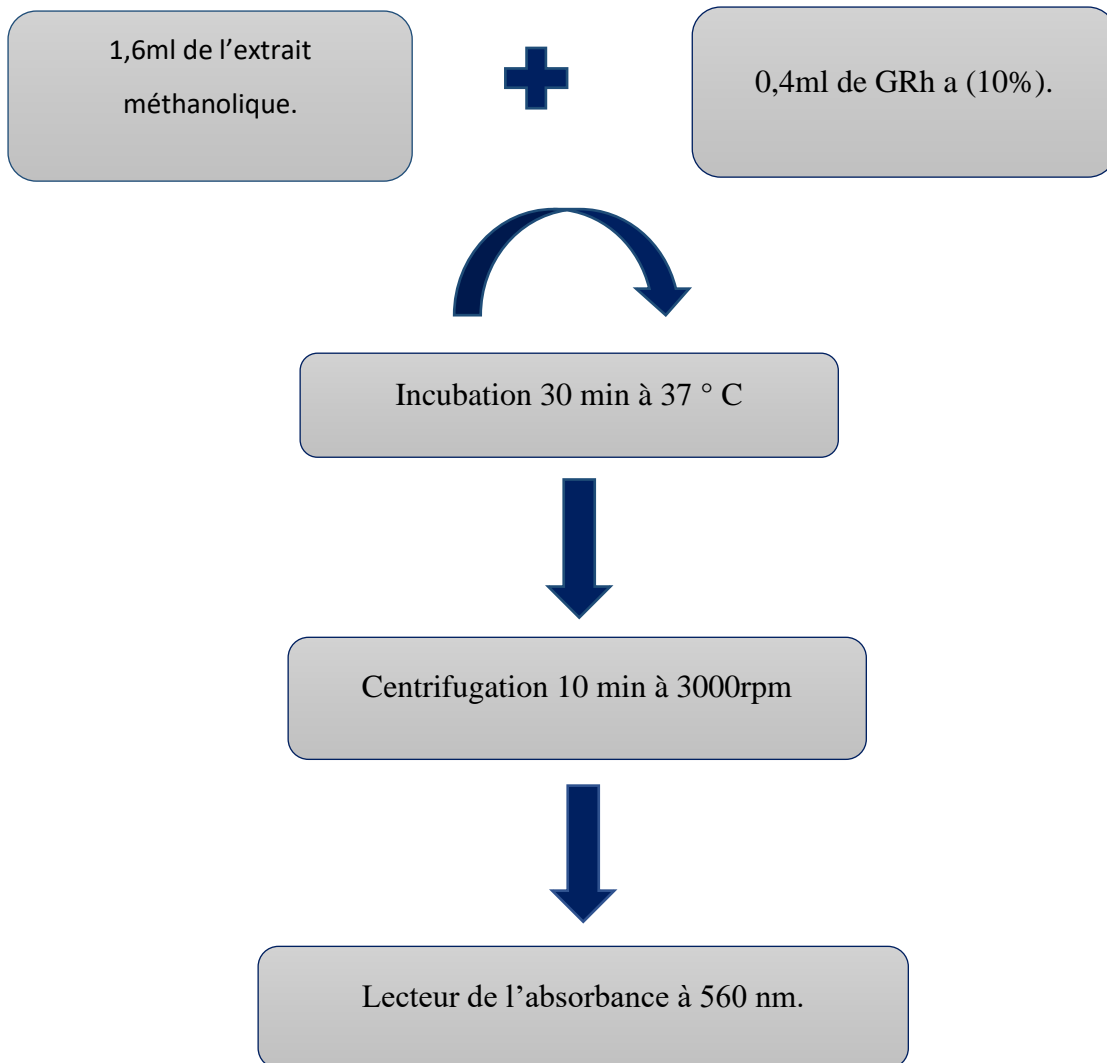 1,6ml de l’extrait
méthanolique.
0,4ml de GRh a (10%).
Incubation 30 min à 37 ° C
Centrifugation 10 min à 3000rpm
Lecteur de l’absorbance à 560 nm.